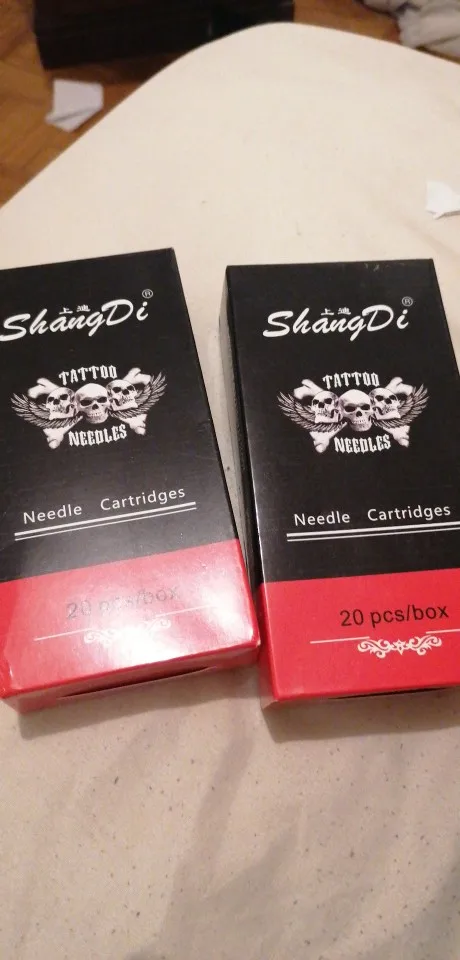 上迪
ShangDi®
TATTOO
NEEDLES
Needle Cartridges
20 pcs/box
上迪
ShangDi®
TATTOO
NEEDLES
Needle Cartridges
20 pcs/box